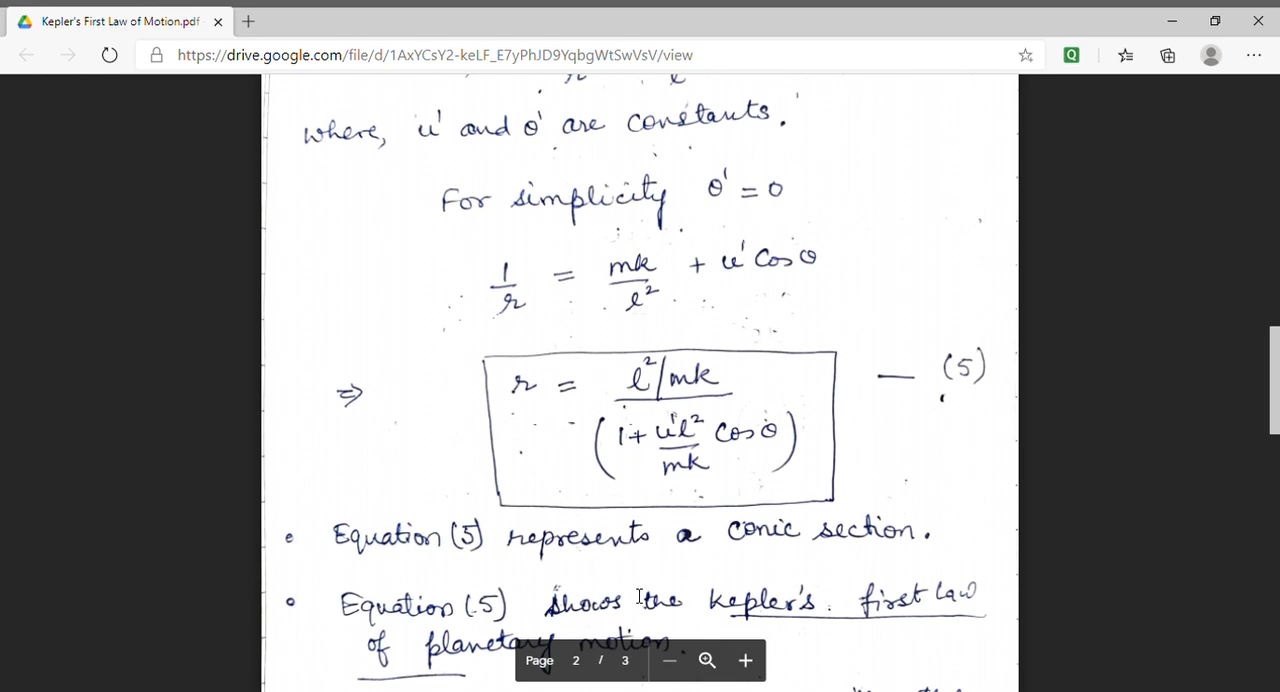 Kepler's First Law of Motion.pdf
https://drive.google.com/file/d/1AxYCsY2-keLF_E7yPhJD9YqbgWtSwVsV/view
where, u' and θ' are constants.
For simplicity θ' = 0
1/r = mk/l² + u' Cos θ
⇒ r = l²/mk / (1 + u'l²/mk Cos θ) — (5)
• Equation (5) represents a conic section.
• Equation (5) shows the kepler's first law
of planetary motion.
Page 2 / 3